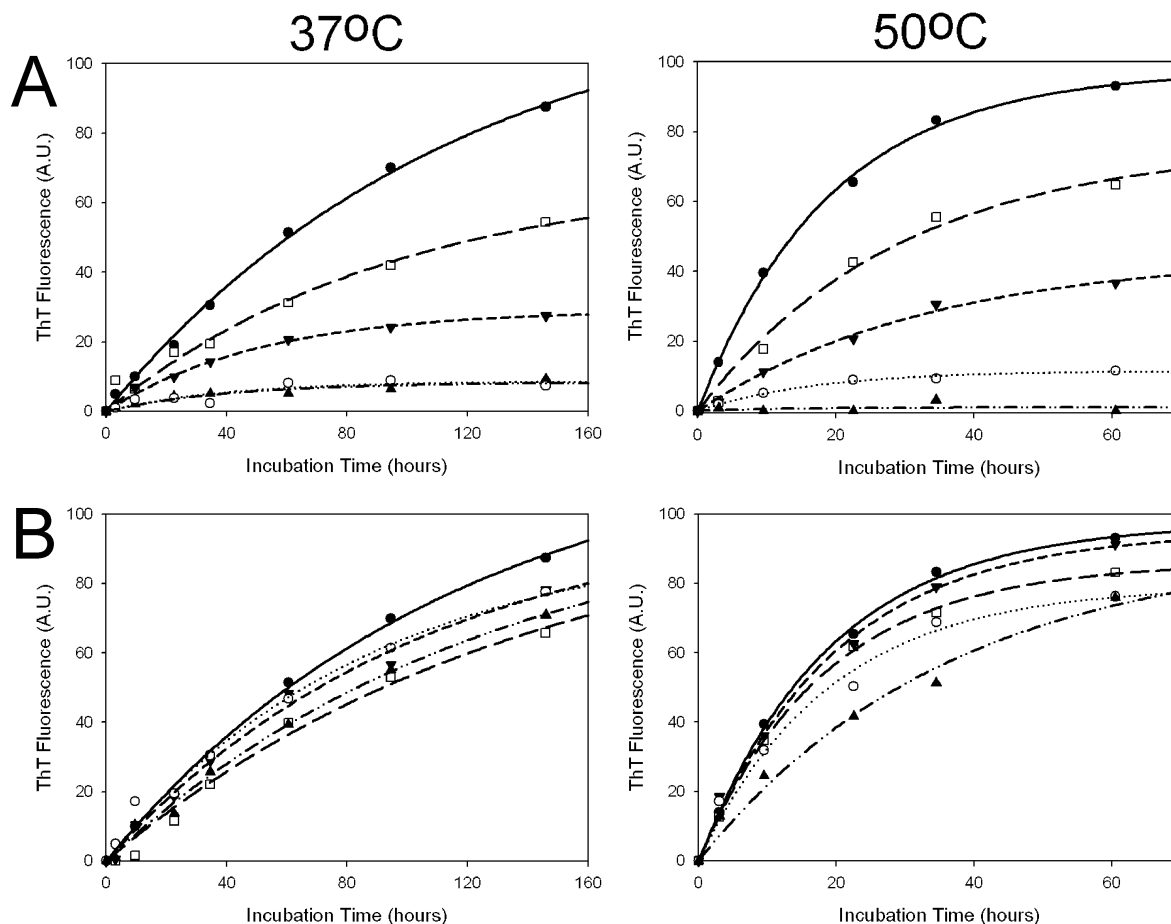 37ºC
50ºC
A
ThT Fluorescence (A.U.)
100
80
60
40
20
0
0 40 80 120 160
Incubation Time (hours)
ThT Flourescence (A.U.)
100
80
60
40
20
0
0 20 40 60
Incubation Time (hours)
B
ThT Fluorescence (A.U.)
100
80
60
40
20
0
0 40 80 120 160
Incubation Time (hours)
ThT Fluorescence (A.U.)
100
80
60
40
20
0
0 20 40 60
Incubation Time (hours)